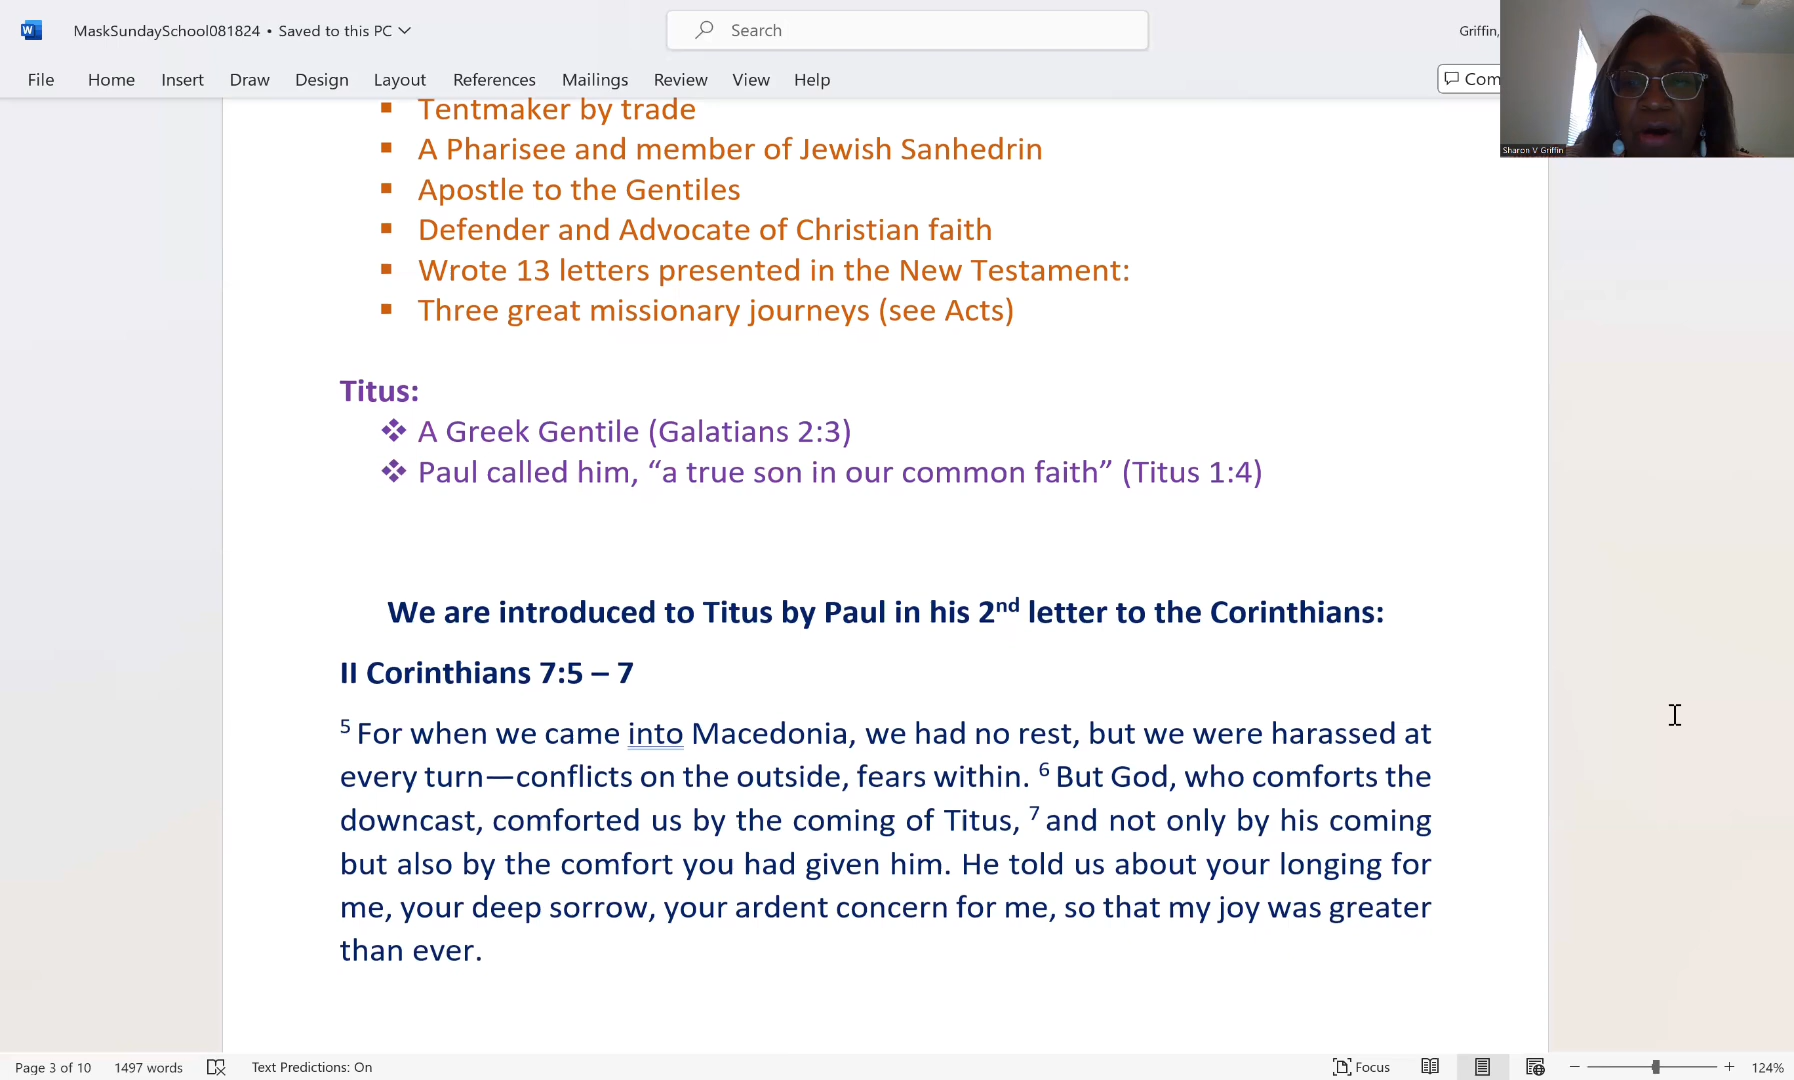 MaskSundaySchool081824 • Saved to this PC
Search
Griffin,
File Home Insert Draw Design Layout References Mailings Review View Help
Com
Sharon V Griffin
▪ Tentmaker by trade
▪ A Pharisee and member of Jewish Sanhedrin
▪ Apostle to the Gentiles
▪ Defender and Advocate of Christian faith
▪ Wrote 13 letters presented in the New Testament:
▪ Three great missionary journeys (see Acts)
Titus:
❖ A Greek Gentile (Galatians 2:3)
❖ Paul called him, “a true son in our common faith” (Titus 1:4)
We are introduced to Titus by Paul in his 2nd letter to the Corinthians:
II Corinthians 7:5 – 7
5 For when we came into Macedonia, we had no rest, but we were harassed at
every turn—conflicts on the outside, fears within. 6 But God, who comforts the
downcast, comforted us by the coming of Titus, 7 and not only by his coming
but also by the comfort you had given him. He told us about your longing for
me, your deep sorrow, your ardent concern for me, so that my joy was greater
than ever.
Page 3 of 10 1497 words Text Predictions: On Focus 124%